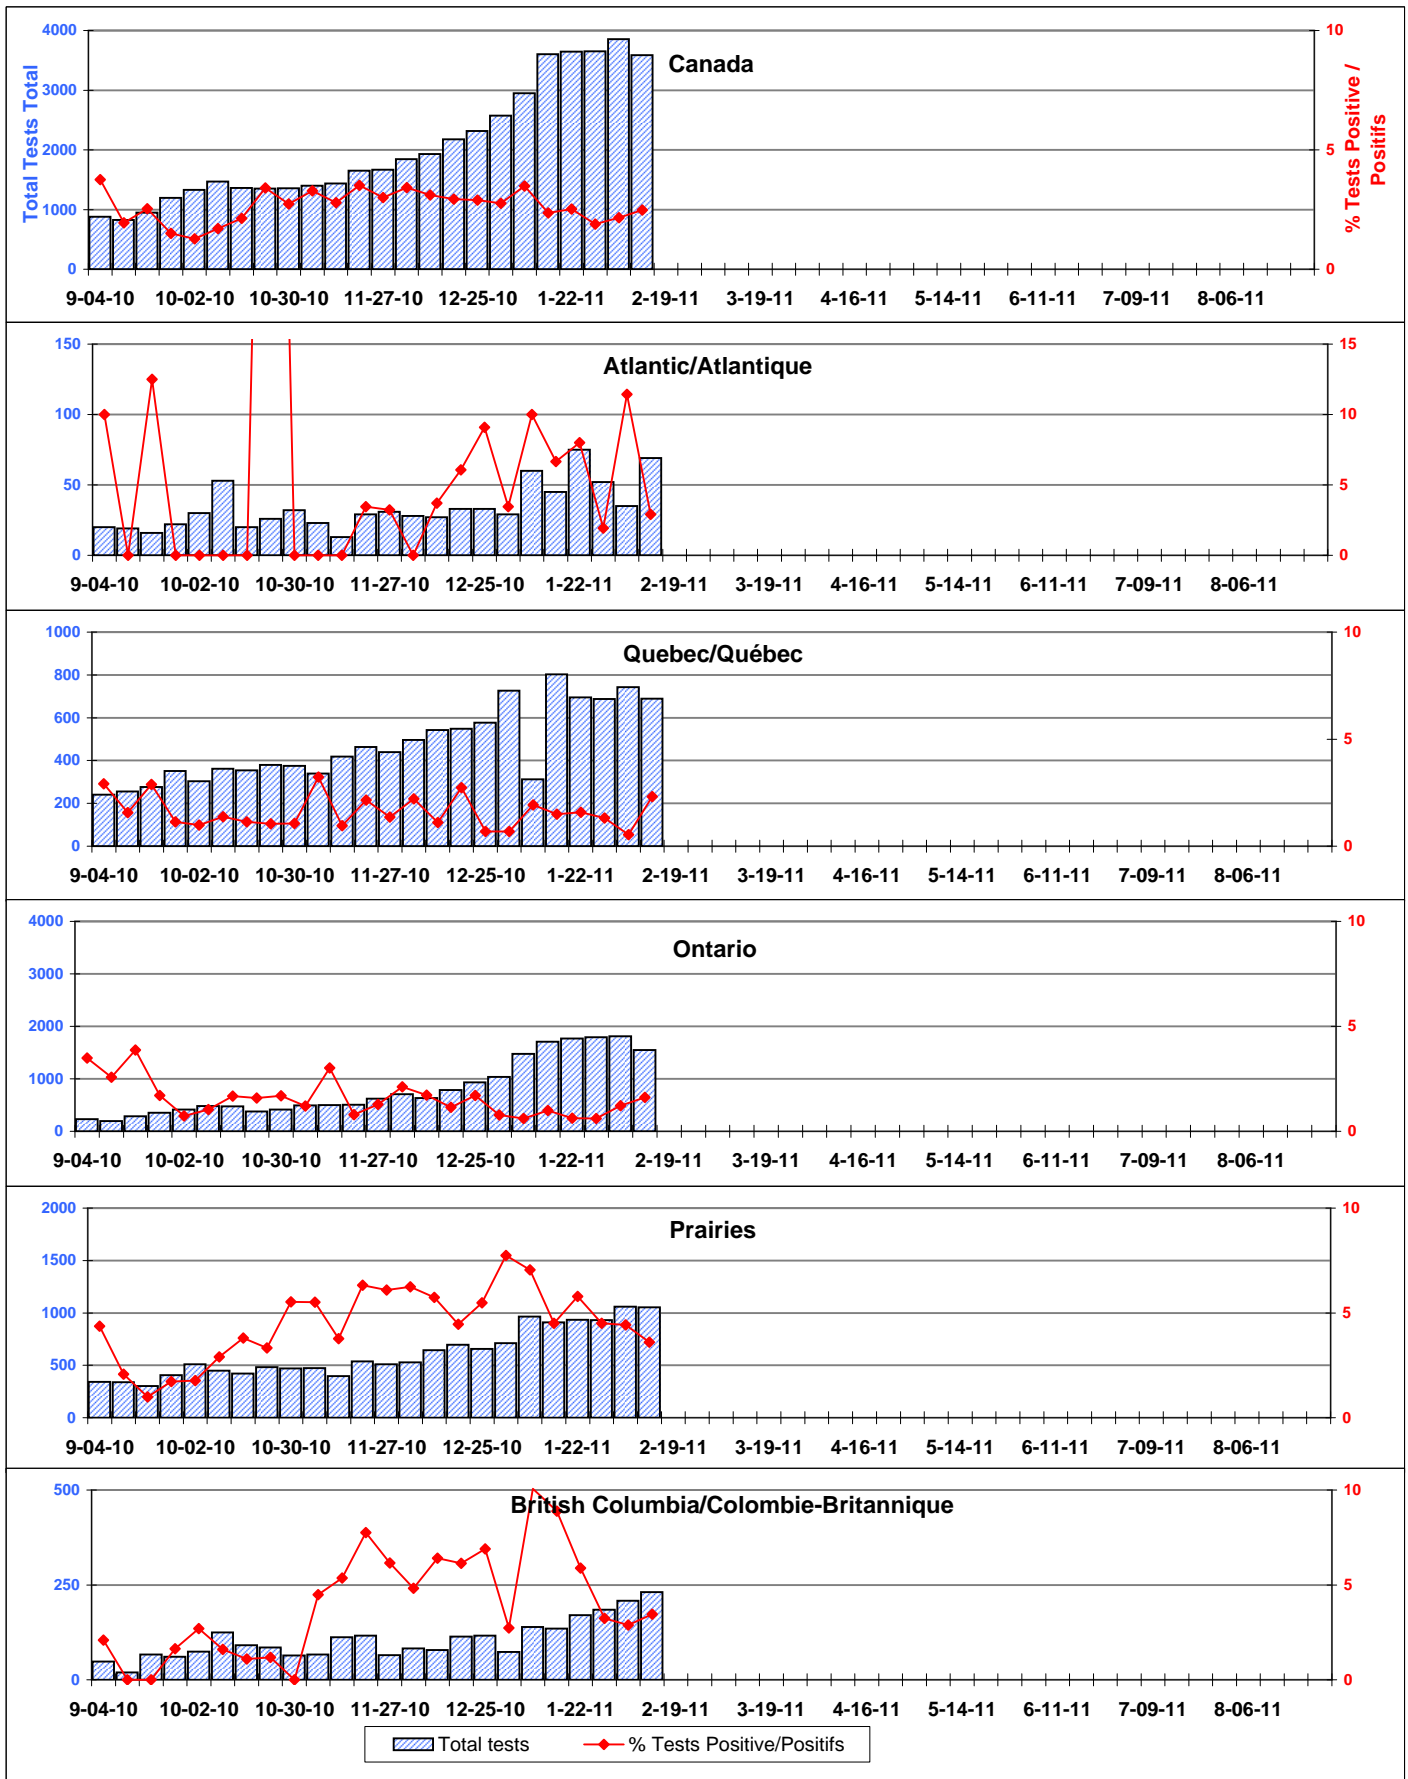 Canada
Total Tests Total
% Tests Positive /
Positifs
4000 10
3000
2000 5
1000
0 0
9-04-10 10-02-10 10-30-10 11-27-10 12-25-10 1-22-11 2-19-11 3-19-11 4-16-11 5-14-11 6-11-11 7-09-11 8-06-11
Atlantic/Atlantique
150 15
100 10
50 5
0 0
9-04-10 10-02-10 10-30-10 11-27-10 12-25-10 1-22-11 2-19-11 3-19-11 4-16-11 5-14-11 6-11-11 7-09-11 8-06-11
Quebec/Québec
1000 10
800
600 5
400
200
0 0
9-04-10 10-02-10 10-30-10 11-27-10 12-25-10 1-22-11 2-19-11 3-19-11 4-16-11 5-14-11 6-11-11 7-09-11 8-06-11
Ontario
4000 10
3000
2000 5
1000
0 0
9-04-10 10-02-10 10-30-10 11-27-10 12-25-10 1-22-11 2-19-11 3-19-11 4-16-11 5-14-11 6-11-11 7-09-11 8-06-11
Prairies
2000 10
1500
1000 5
500
0 0
9-04-10 10-02-10 10-30-10 11-27-10 12-25-10 1-22-11 2-19-11 3-19-11 4-16-11 5-14-11 6-11-11 7-09-11 8-06-11
British Columbia/Colombie-Britannique
500 10
250 5
0 0
9-04-10 10-02-10 10-30-10 11-27-10 12-25-10 1-22-11 2-19-11 3-19-11 4-16-11 5-14-11 6-11-11 7-09-11 8-06-11
Total tests % Tests Positive/Positifs